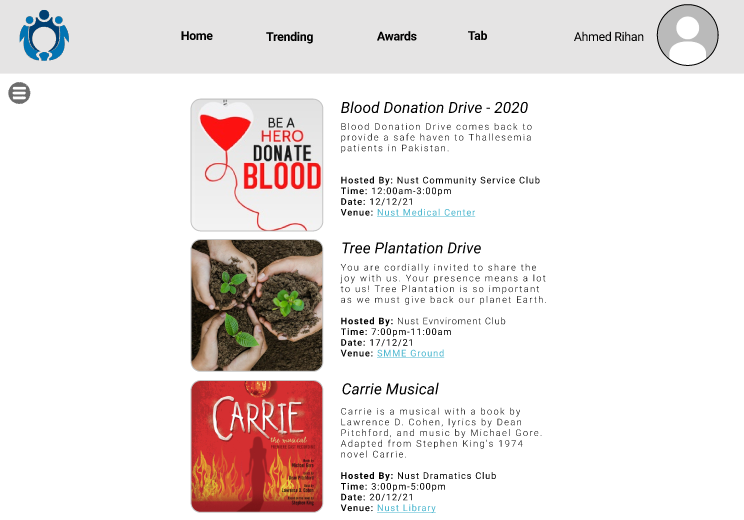 Home
Trending
Awards
Tab
Ahmed Rihan
BE A
HERO
DONATE
BLOOD
Blood Donation Drive - 2020
Blood Donation Drive comes back to
provide a safe haven to Thallesemia
patients in Pakistan.
Hosted By: Nust Community Service Club
Time: 12:00am-3:00pm
Date: 12/12/21
Venue: Nust Medical Center
Tree Plantation Drive
You are cordially invited to share the
joy with us. Your presence means a lot
to us! Tree Plantation is so important
as we must give back our planet Earth.
Hosted By: Nust Evnviroment Club
Time: 7:00pm-11:00am
Date: 17/12/21
Venue: SMME Ground
CARRIE
the musical
Carrie Musical
Carrie is a musical with a book by
Lawrence D. Cohen, lyrics by Dean
Pitchford, and music by Michael Gore.
Adapted from Stephen King's 1974
novel Carrie.
Hosted By: Nust Dramatics Club
Time: 3:00pm-5:00pm
Date: 20/12/21
Venue: Nust Library